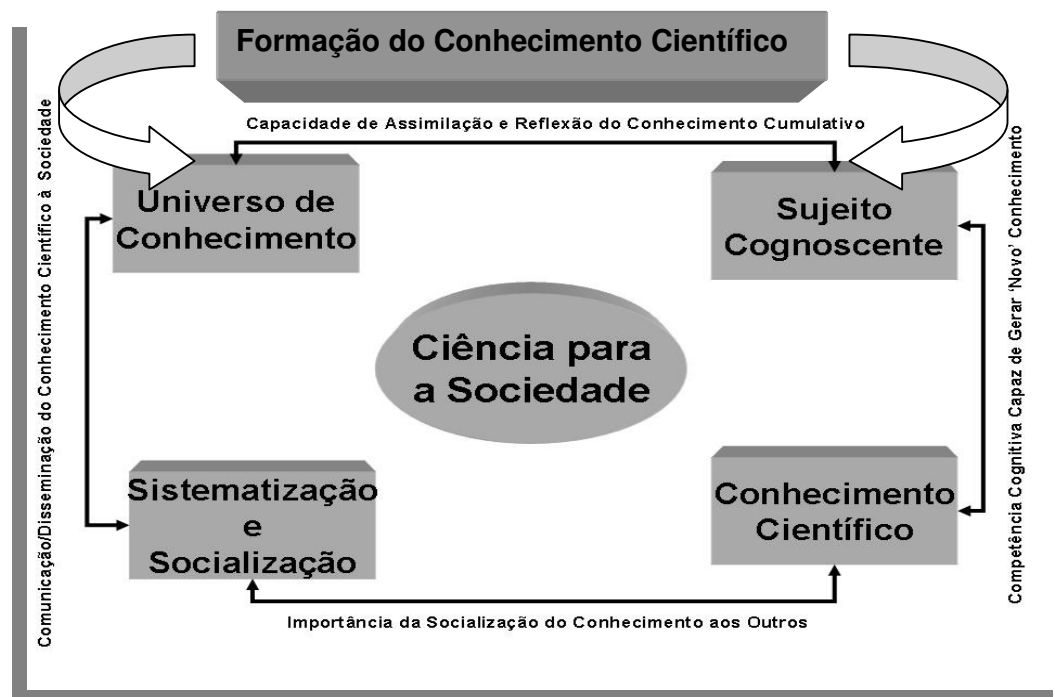 Formação do Conhecimento Científico
Capacidade de Assimilação e Reflexão do Conhecimento Cumulativo
Comunicação/Disseminação do Conhecimento Científico à Sociedade
Universo de
Conhecimento
Sujeito
Cognoscente
Competência Cognitiva Capaz de Gerar 'Novo' Conhecimento
Ciência para
a Sociedade
Sistematização
e
Socialização
Conhecimento
Científico
Importância da Socialização do Conhecimento aos Outros